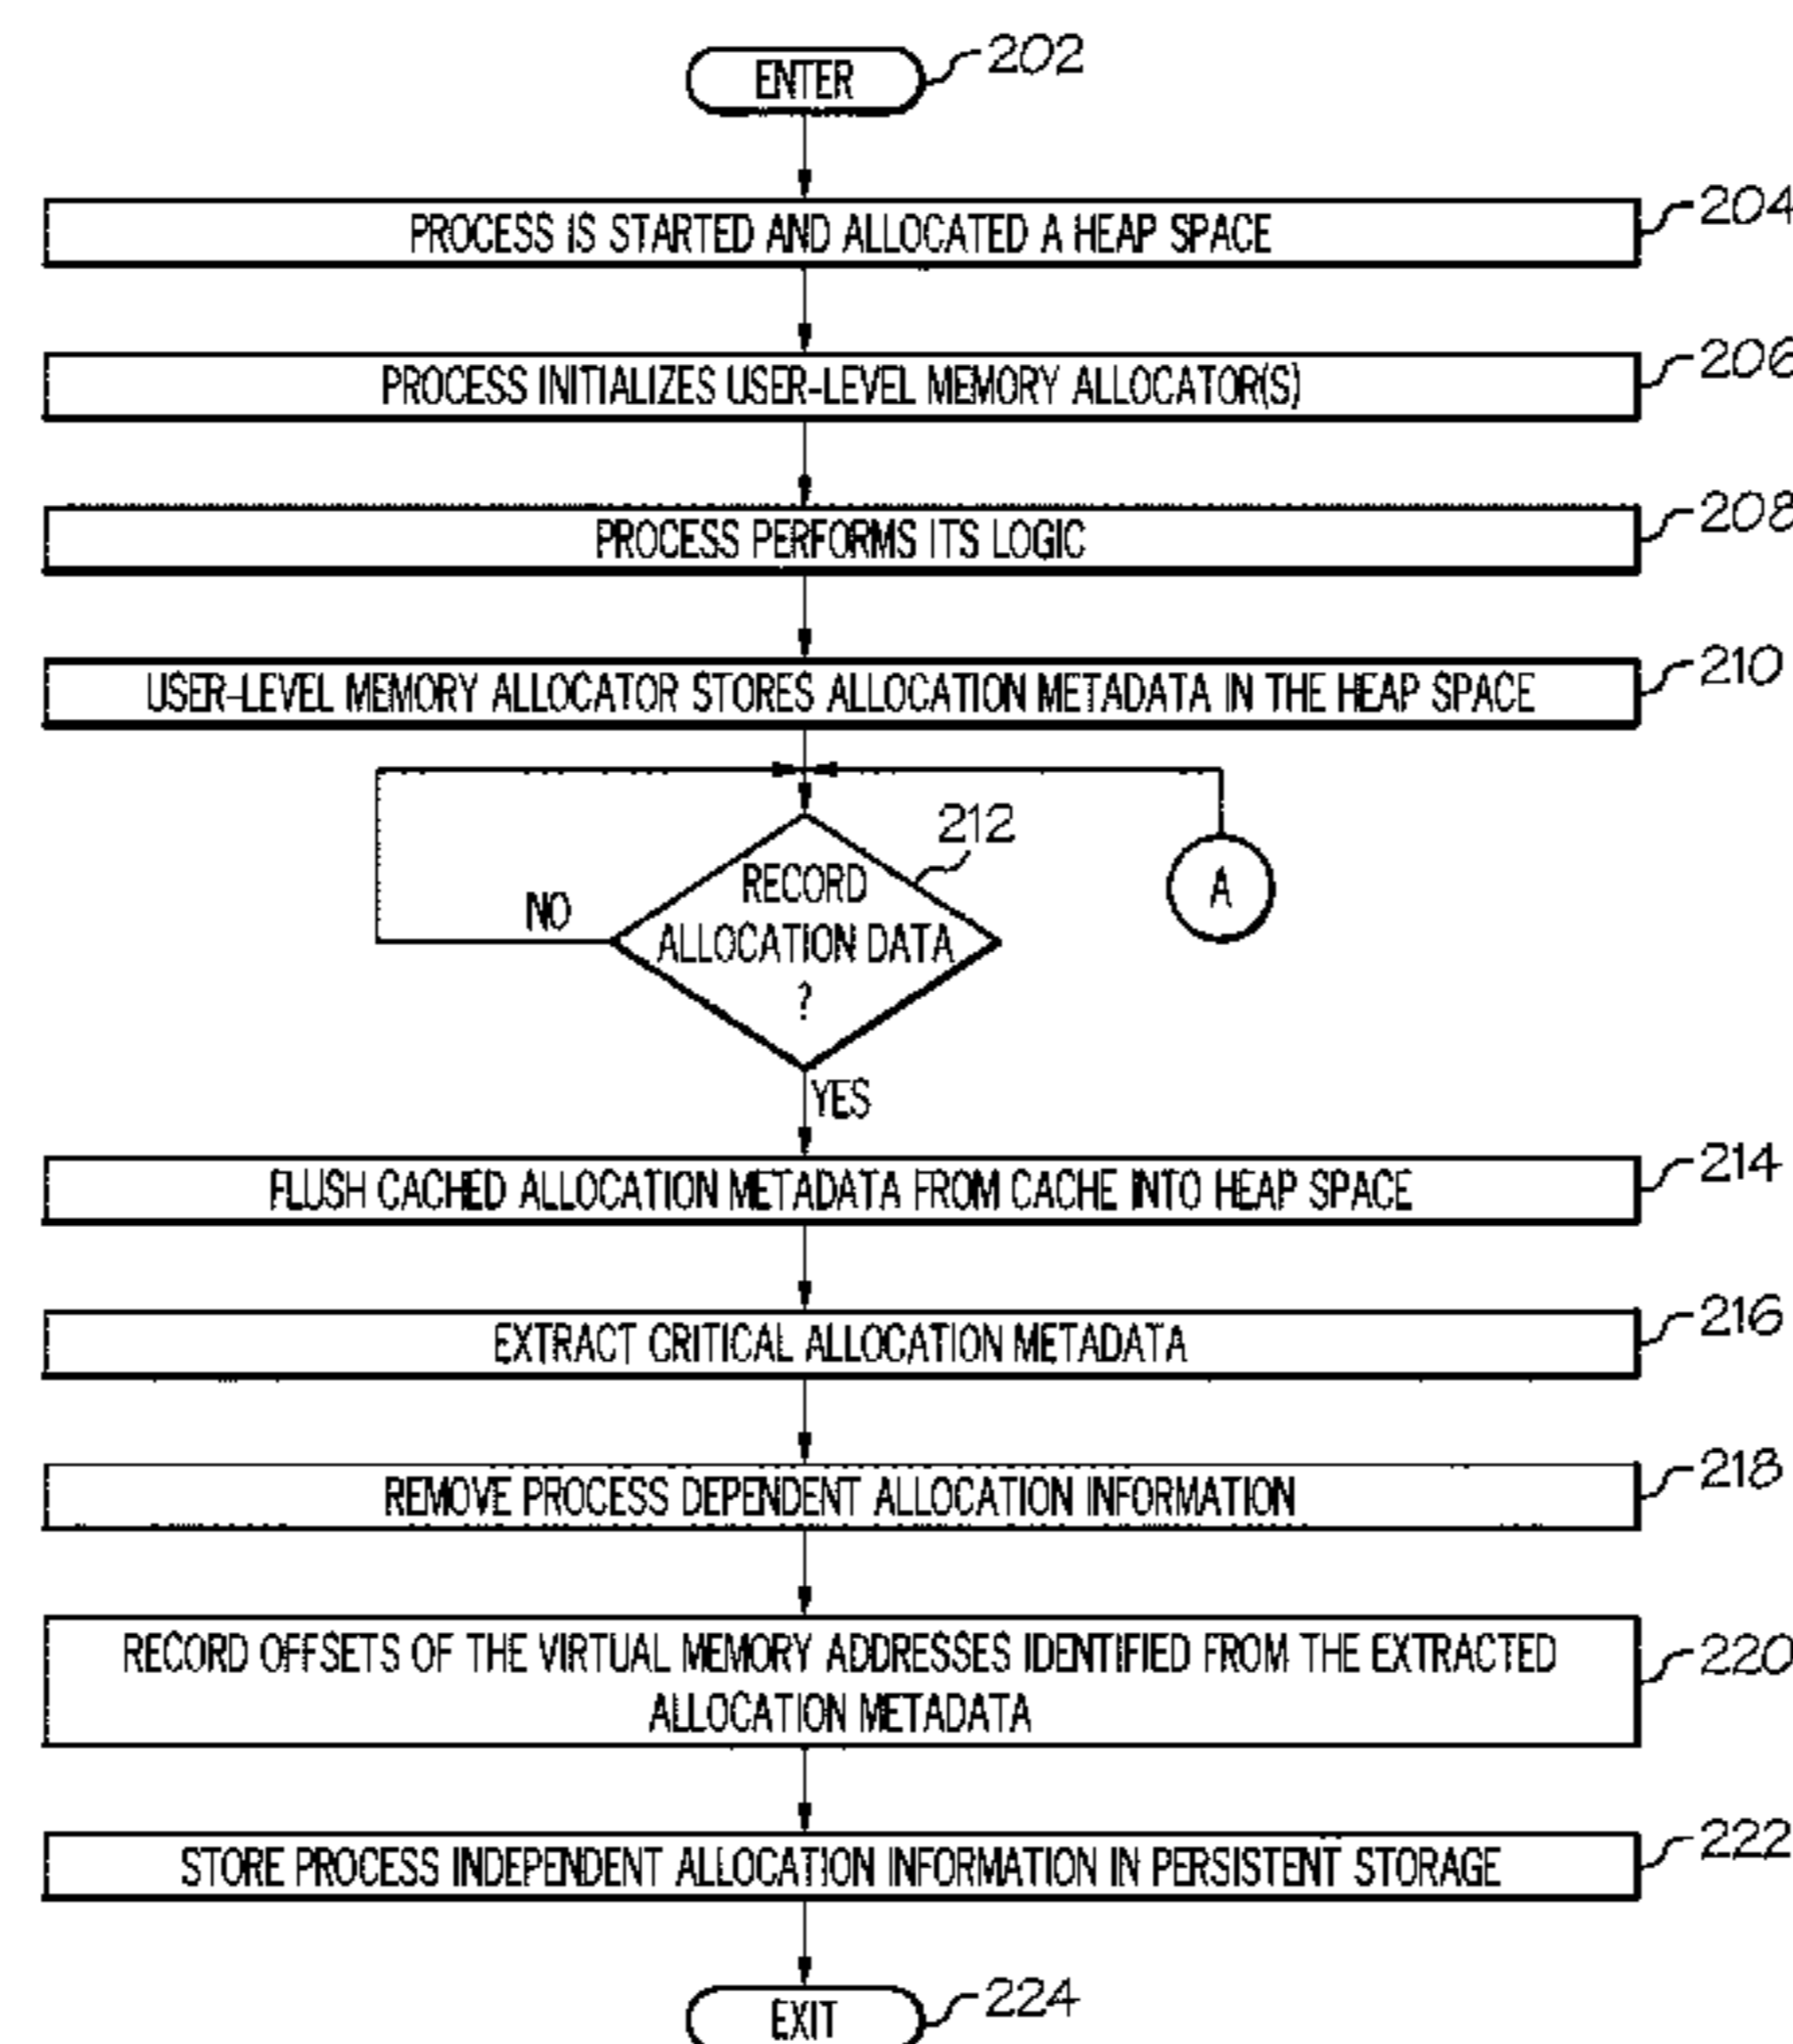 ENTER
202
PROCESS IS STARTED AND ALLOCATED A HEAP SPACE
204
PROCESS INITIALIZES USER-LEVEL MEMORY ALLOCATOR(S)
206
PROCESS PERFORMS ITS LOGIC
208
USER-LEVEL MEMORY ALLOCATOR STORES ALLOCATION METADATA IN THE HEAP SPACE
210
212
RECORD
ALLOCATION DATA
?
NO
A
YES
FLUSH CACHED ALLOCATION METADATA FROM CACHE INTO HEAP SPACE
214
EXTRACT CRITICAL ALLOCATION METADATA
216
REMOVE PROCESS DEPENDENT ALLOCATION INFORMATION
218
RECORD OFFSETS OF THE VIRTUAL MEMORY ADDRESSES IDENTIFIED FROM THE EXTRACTED
ALLOCATION METADATA
220
STORE PROCESS INDEPENDENT ALLOCATION INFORMATION IN PERSISTENT STORAGE
222
EXIT
224